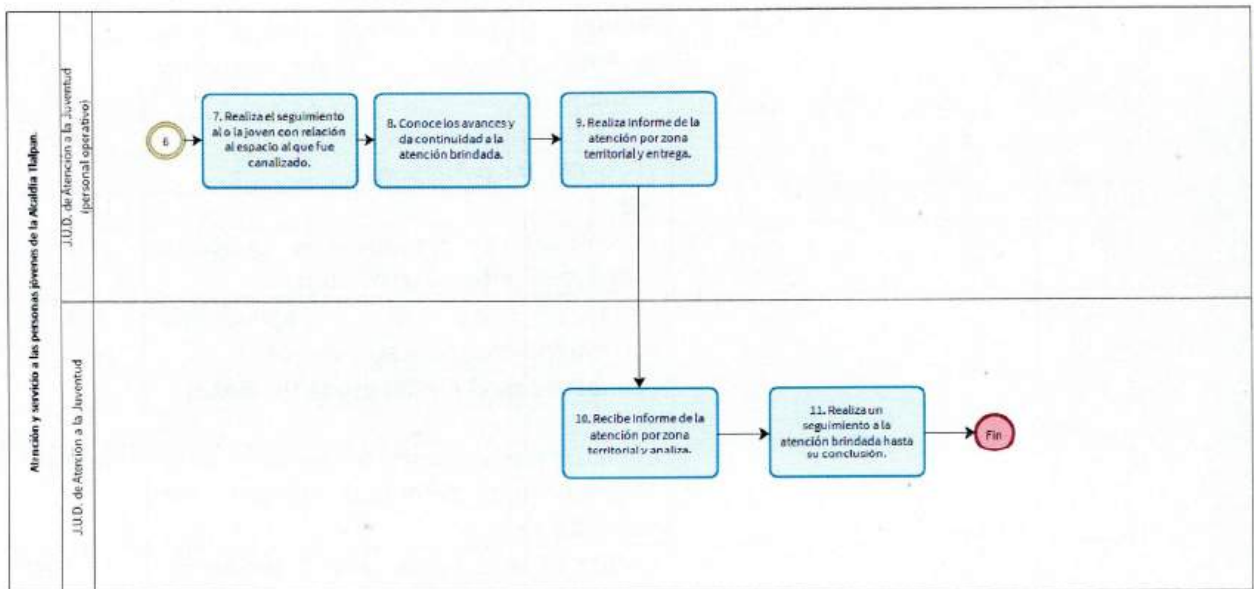 Atención y servicio a las personas jóvenes de la Alcaldía Tlalpan.
J.U.D. de Atención a la Juventud
(personal operativo)
6
7. Realiza el seguimiento
al o la joven con relación
al espacio al que fue
canalizado.
8. Conoce los avances y
da continuidad a la
atención brindada.
9. Realiza Informe de la
atención por zona
territorial y entrega.
J.U.D. de Atención a la Juventud
10. Recibe Informe de la
atención por zona
territorial y analiza.
11. Realiza un
seguimiento a la
atención brindada hasta
su conclusión.
Fin